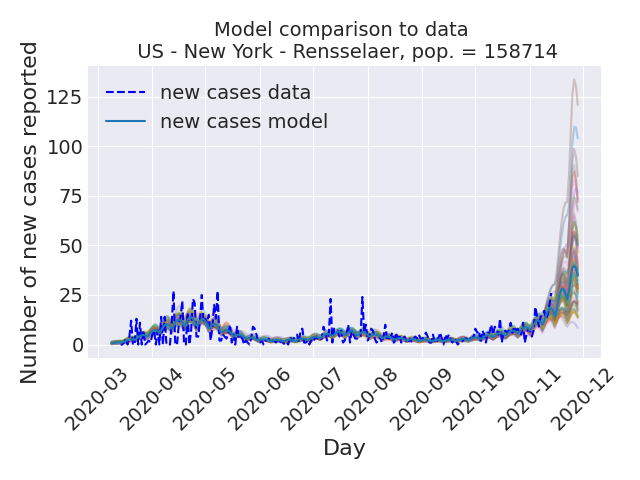 Model comparison to data
US - New York - Rensselaer, pop. = 158714
Number of new cases reported
125
100
75
50
25
0
new cases data
new cases model
2020-03
2020-04
2020-05
2020-06
2020-07
2020-08
2020-09
2020-10
2020-11
2020-12
Day